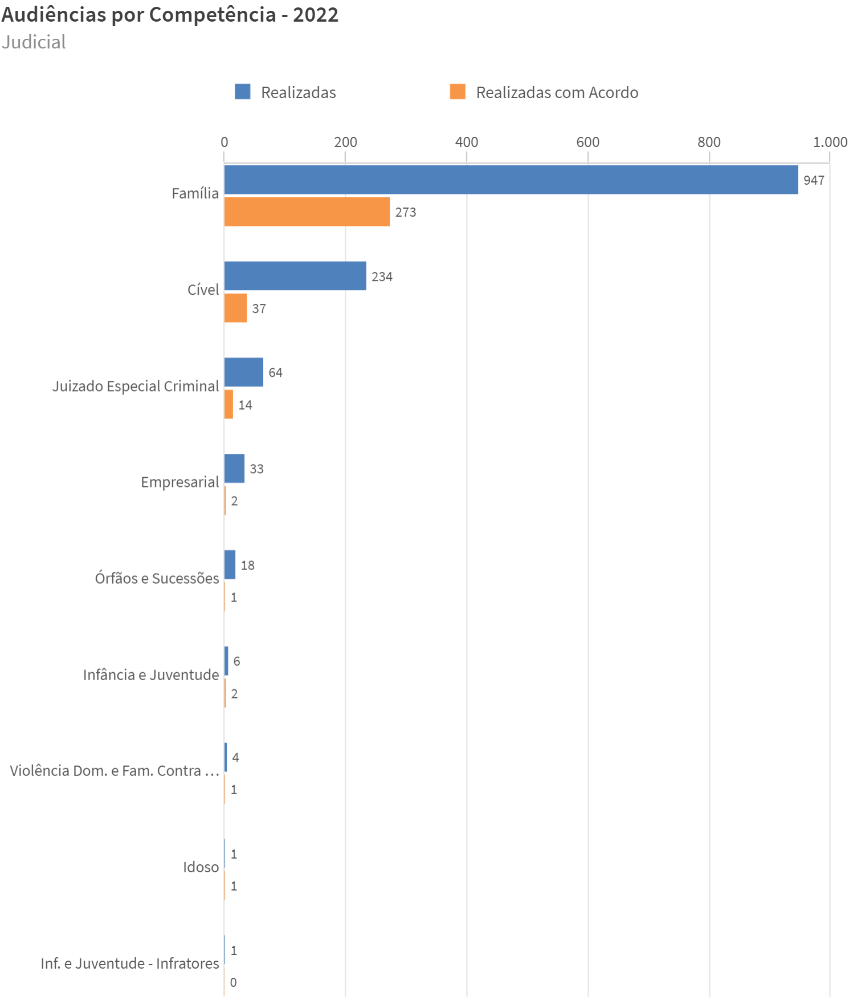 Audiências por Competência - 2022
Judicial
Realizadas
Realizadas com Acordo
0 200 400 600 800 1.000
947
Família
273
234
Cível
37
64
Juizado Especial Criminal
14
33
Empresarial
2
18
Órfãos e Sucessões
1
6
Infância e Juventude
2
4
Violência Dom. e Fam. Contra …
1
1
Idoso
1
1
Inf. e Juventude - Infratores
0